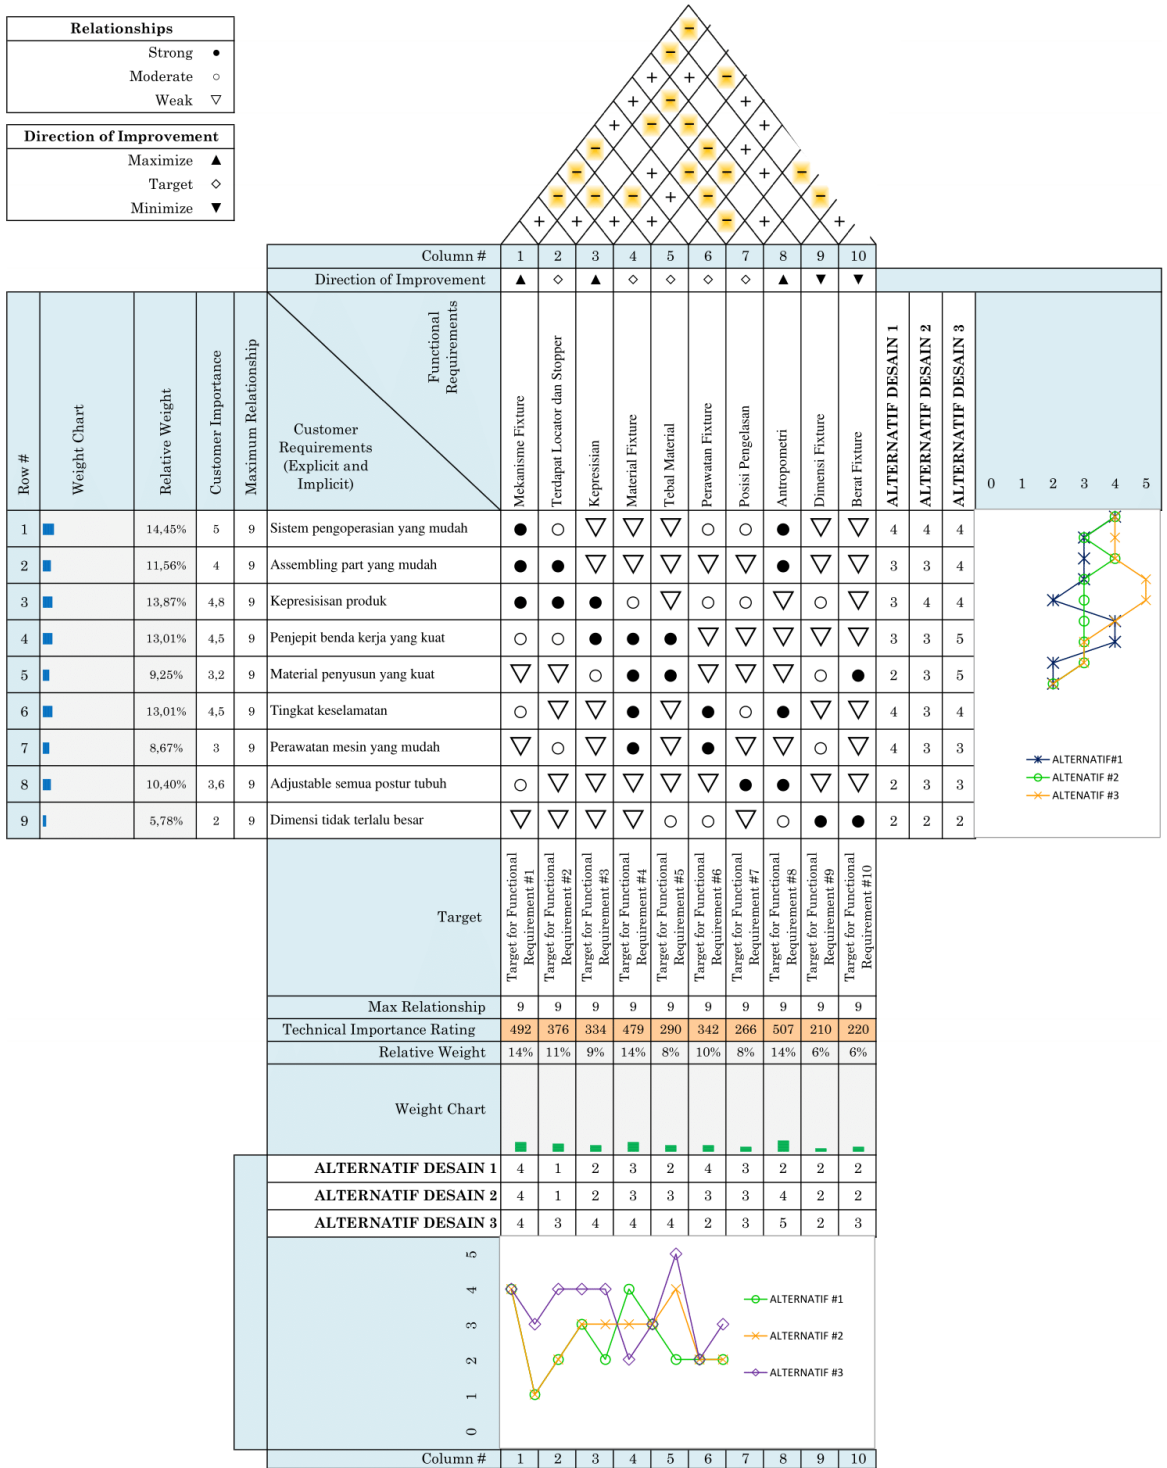 Relationships
Strong ●
Moderate ○
Weak ▽
Direction of Improvement
Maximize ▲
Target ◇
Minimize ▼
Column # 1 2 3 4 5 6 7 8 9 10
Direction of Improvement ▲ ◇ ▲ ◇ ◇ ◇ ◇ ▲ ▼ ▼
Row #
Weight Chart
Relative Weight
Customer Importance
Maximum Relationship
Functional
Requirements
Customer
Requirements
(Explicit and
Implicit)
Mekanisme Fixture
Terdapat Locator dan Stopper
Kepresisian
Material Fixture
Tebal Material
Perawatan Fixture
Posisi Pengelasan
Antropometri
Dimensi Fixture
Berat Fixture
ALTERNATIF DESAIN 1
ALTERNATIF DESAIN 2
ALTERNATIF DESAIN 3
0 1 2 3 4 5
1 14,45% 5 9 Sistem pengoperasian yang mudah ● ○ ▽ ▽ ▽ ○ ○ ● ▽ ▽ 4 4 4
2 11,56% 4 9 Assembling part yang mudah ● ● ▽ ▽ ▽ ▽ ▽ ● ▽ ▽ 3 3 4
3 13,87% 4,8 9 Kepresisisan produk ● ● ● ○ ▽ ○ ○ ▽ ○ ▽ 3 4 4
4 13,01% 4,5 9 Penjepit benda kerja yang kuat ○ ○ ● ● ● ▽ ▽ ▽ ▽ ▽ 3 3 5
5 9,25% 3,2 9 Material penyusun yang kuat ▽ ▽ ○ ● ● ▽ ▽ ▽ ○ ● 2 3 5
6 13,01% 4,5 9 Tingkat keselamatan ○ ▽ ▽ ● ▽ ● ○ ● ▽ ▽ 4 3 4
7 8,67% 3 9 Perawatan mesin yang mudah ▽ ○ ▽ ● ▽ ● ▽ ▽ ○ ▽ 4 3 3
8 10,40% 3,6 9 Adjustable semua postur tubuh ○ ▽ ▽ ▽ ▽ ▽ ● ● ▽ ▽ 2 3 3
9 5,78% 2 9 Dimensi tidak terlalu besar ▽ ▽ ▽ ▽ ○ ○ ▽ ○ ● ● 2 2 2
ALTERNATIF#1
ALTENATIF #2
ALTENATIF #3
Target
Target for Functional
Requirement #1
Target for Functional
Requirement #2
Target for Functional
Requirement #3
Target for Functional
Requirement #4
Target for Functional
Requirement #5
Target for Functional
Requirement #6
Target for Functional
Requirement #7
Target for Functional
Requirement #8
Target for Functional
Requirement #9
Target for Functional
Requirement #10
Max Relationship 9 9 9 9 9 9 9 9 9 9
Technical Importance Rating 492 376 334 479 290 342 266 507 210 220
Relative Weight 14% 11% 9% 14% 8% 10% 8% 14% 6% 6%
Weight Chart
ALTERNATIF DESAIN 1 4 1 2 3 2 4 3 2 2 2
ALTERNATIF DESAIN 2 4 1 2 3 3 3 3 4 2 2
ALTERNATIF DESAIN 3 4 3 4 4 4 2 3 5 2 3
5
4
3
2
1
0
ALTERNATIF #1
ALTERNATIF #2
ALTERNATIF #3
Column # 1 2 3 4 5 6 7 8 9 10